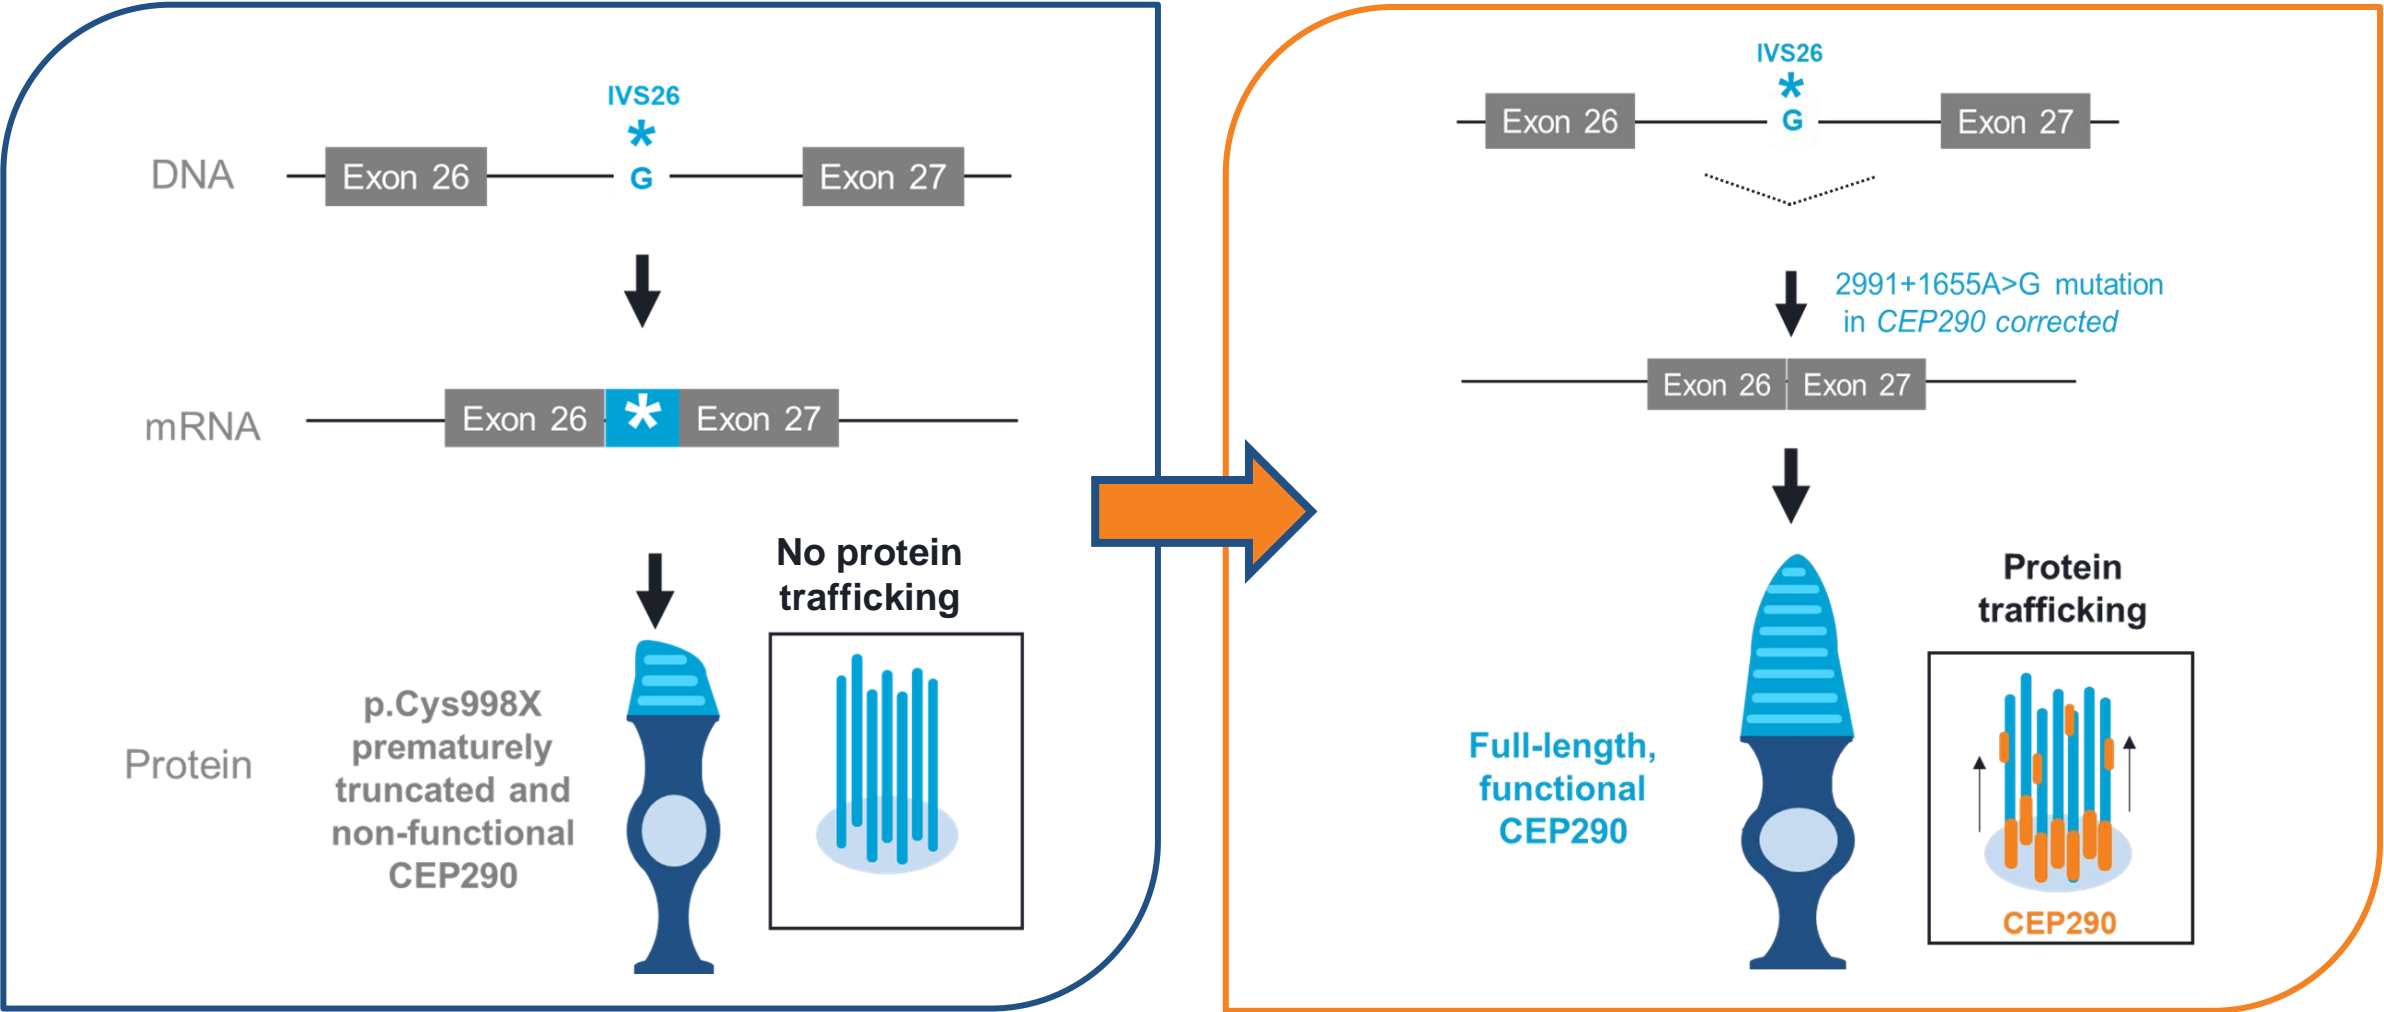 IVS26
*
DNA
Exon 26
G
Exon 27
mRNA
Exon 26
*
Exon 27
No protein
trafficking
Protein
p.Cys998X
prematurely
truncated and
non-functional
CEP290
IVS26
*
Exon 26
G
Exon 27
2991+1655A>G mutation
in CEP290 corrected
Exon 26
Exon 27
Protein
trafficking
Full-length,
functional
CEP290
CEP290